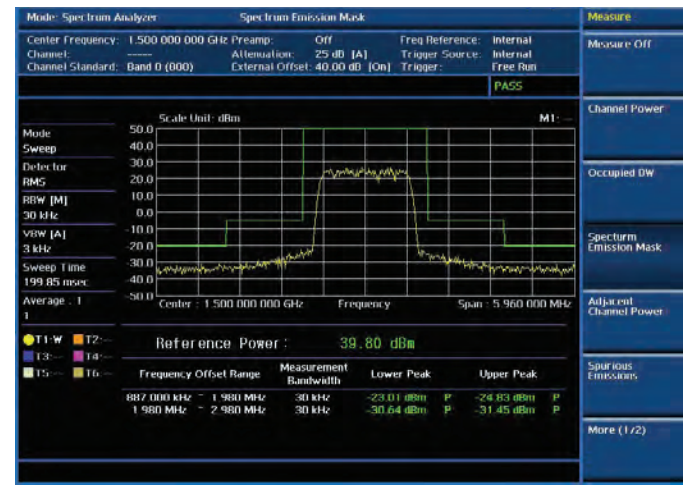 Mode: Spectrum Analyzer Spectrum Emission Mask Measure
Center Frequency: 1.500 000 000 GHz Preamp: Off Freq Reference: Internal
Channel: ----- Attenuation: 25 dB [A] Trigger Source: Internal
Channel Standard: Band 0 (000) External Offset: 40.00 dB [On] Trigger: Free Run
PASS
Measure Off
Channel Power
Occupied BW
Specturm
Emission Mask
Adjacent
Channel Power
Spurious
Emissions
More (1/2)
Scale Unit: dBm M1: --
Mode
Sweep
Detector
RMS
RBW [M]
30 kHz
VBW [A]
3 kHz
Sweep Time
199.85 msec
Average : 1
1
T1:W T2:--
T3:-- T4:--
T5:-- T6:--
50.0
40.0
30.0
20.0
10.0
0.0
-10.0
-20.0
-30.0
-40.0
-50.0
Center : 1.500 000 000 GHz Frequency Span : 5.960 000 MHz
Reference Power : 39.80 dBm
Frequency Offset Range Measurement Bandwidth Lower Peak Upper Peak
887.000 kHz ~ 1.980 MHz 30 kHz -23.01 dBm P -24.83 dBm P
1.980 MHz ~ 2.980 MHz 30 kHz -30.64 dBm P -31.45 dBm P